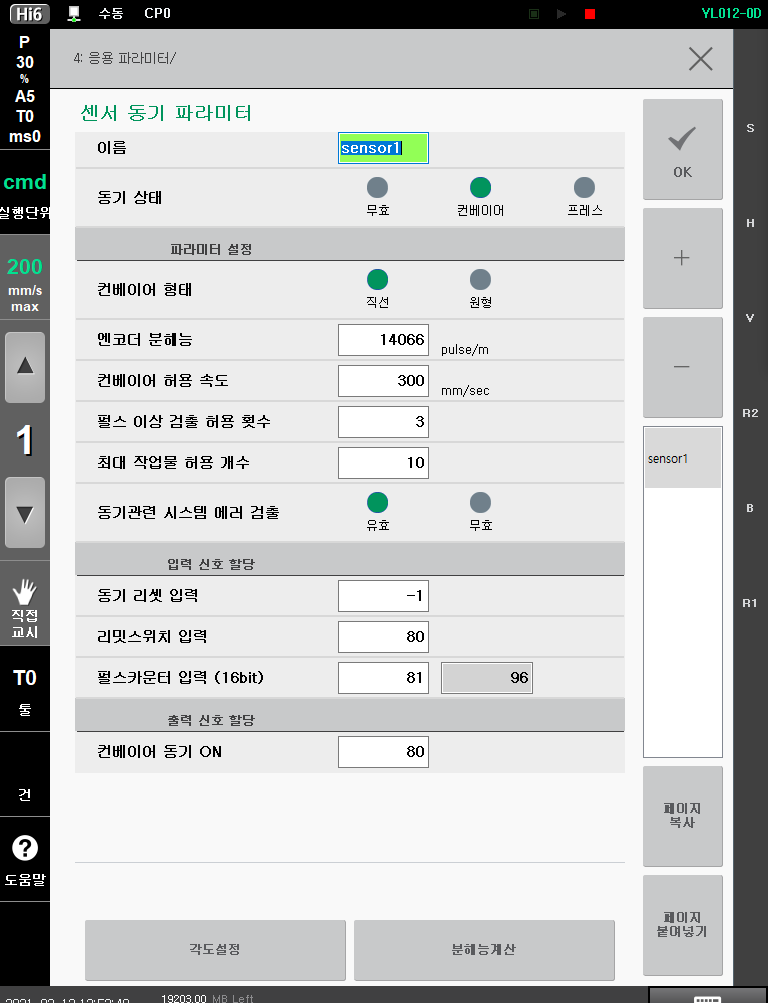 Hi6 수동 CP0 YL012-0D
P
30
%
A5
T0
ms0
cmd
실행단위
200
mm/s
max
1
직접
교시
T0
툴
건
?
도움말
4: 응용 파라미터/
센서 동기 파라미터
이름 sensor1
동기 상태 무효 컨베이어 프레스
파라미터 설정
컨베이어 형태 직선 원형
엔코더 분해능 14066 pulse/m
컨베이어 허용 속도 300 mm/sec
펄스 이상 검출 허용 횟수 3
최대 작업물 허용 개수 10
동기관련 시스템 에러 검출 유효 무효
입력 신호 할당
동기 리셋 입력 -1
리밋스위치 입력 80
펄스카운터 입력 (16bit) 81 96
출력 신호 할당
컨베이어 동기 ON 80
각도설정 분해능계산
OK
+
-
sensor1
페이지
복사
페이지
붙여넣기
S
H
V
R2
B
R1
19203.00 MB Left